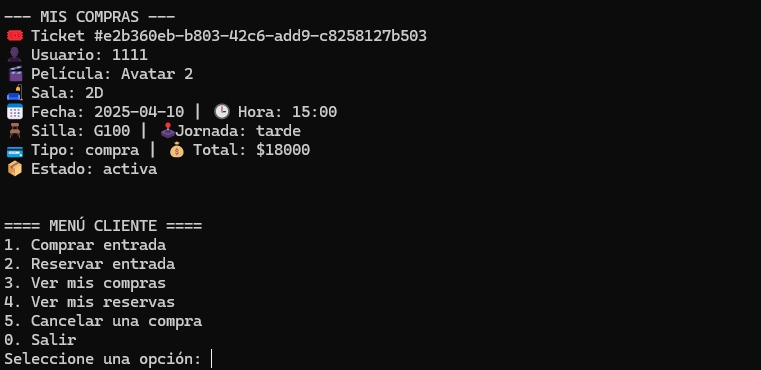 --- MIS COMPRAS ---
🎟️ Ticket #e2b360eb-b803-42c6-add9-c8258127b503
👤 Usuario: 1111
🎬 Película: Avatar 2
🛋️ Sala: 2D
📅 Fecha: 2025-04-10 | 🕒 Hora: 15:00
🪑 Silla: G100 | 🕹️Jornada: tarde
💳 Tipo: compra | 💰 Total: $18000
📦 Estado: activa
==== MENÚ CLIENTE ====
1. Comprar entrada
2. Reservar entrada
3. Ver mis compras
4. Ver mis reservas
5. Cancelar una compra
0. Salir
Seleccione una opción: